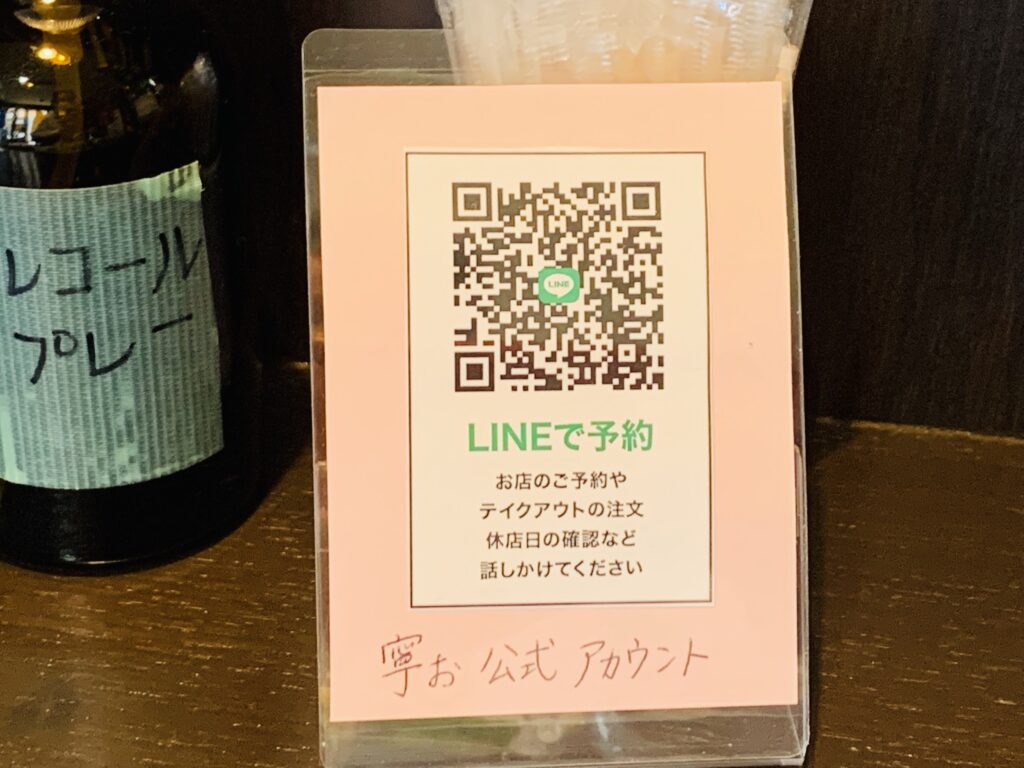 レコール
プレー
LINE
LINEで予約
お店のご予約や
テイクアウトの注文
休店日の確認など
話しかけてください
寧お 公式 アカウント